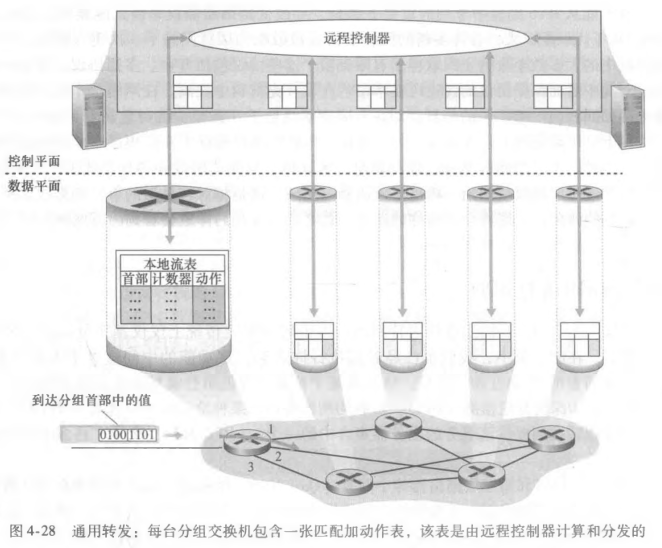 远程控制器
控制平面
数据平面
本地流表
首部 计数器 动作
... ... ...
... ... ...
... ... ...
... ... ...
到达分组首部中的值
0100 1101
1
2
3
图4-28 通用转发：每台分组交换机包含一张匹配加动作表，该表是由远程控制器计算和分发的